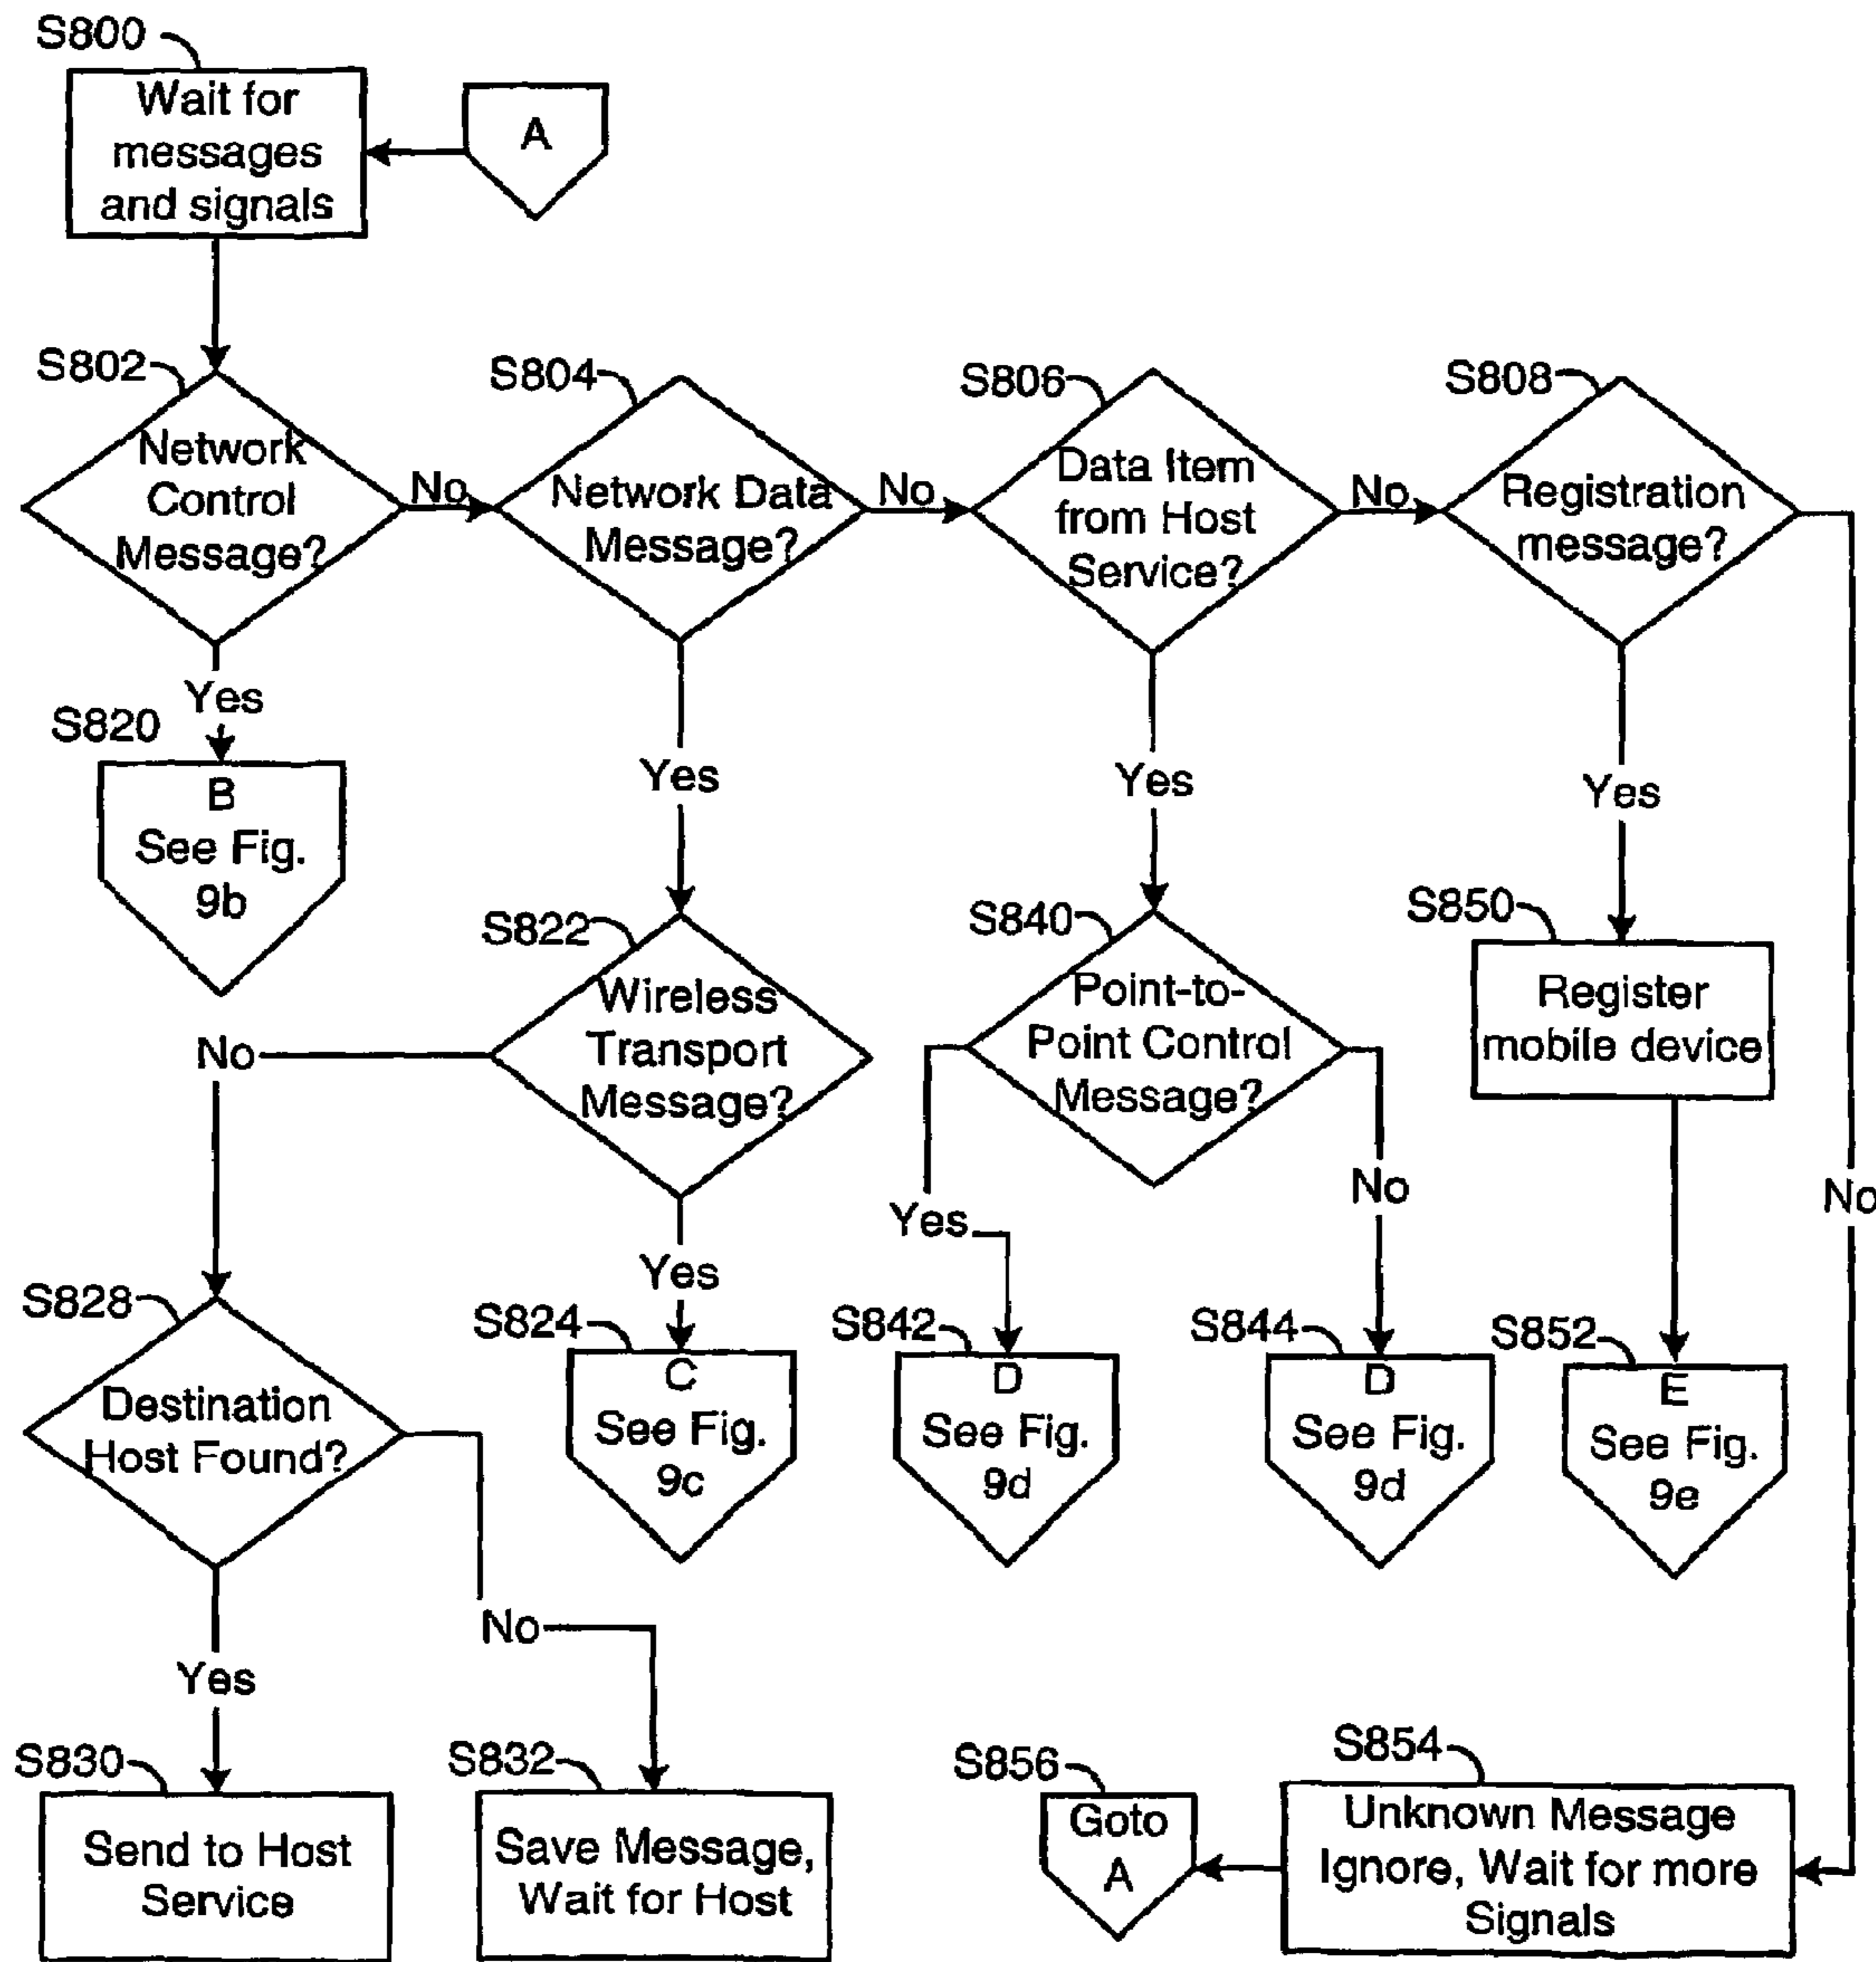 S800
Wait for
messages
and signals
A
S802
Network
Control
Message?
No
S804
Network Data
Message?
No
S806
Data Item
from Host
Service?
No
S808
Registration
message?
No
Yes
S820
B
See Fig.
9b
Yes
S822
Wireless
Transport
Message?
No
Yes
S824
C
See Fig.
9c
Yes
S840
Point-to-
Point Control
Message?
Yes
No
S842
D
See Fig.
9d
S844
D
See Fig.
9d
Yes
S850
Register
mobile device
S852
E
See Fig.
9e
S828
Destination
Host Found?
Yes
No
S830
Send to Host
Service
S832
Save Message,
Wait for Host
S856
Goto
A
S854
Unknown Message
Ignore, Wait for more
Signals